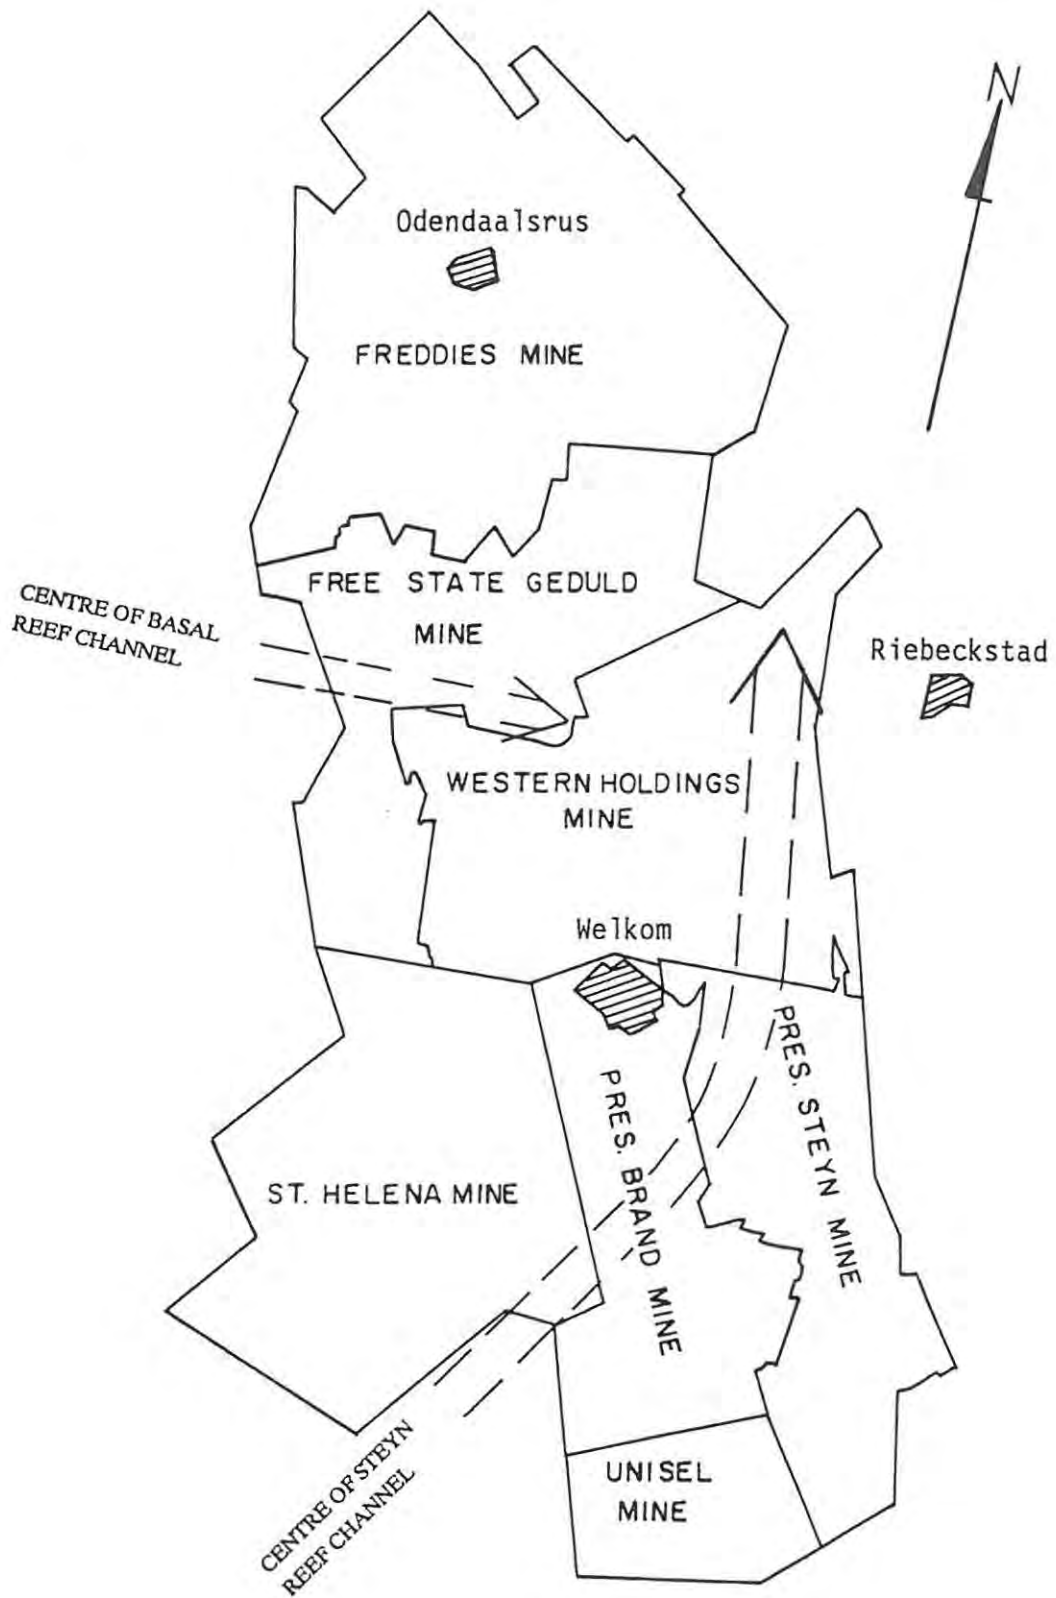 N
Odendaalsrus
FREDDIES MINE
FREE STATE GEDULD
MINE
CENTRE OF BASAL
REEF CHANNEL
Riebeckstad
WESTERN HOLDINGS
MINE
Welkom
PRES. STEYN MINE
PRES. BRAND MINE
ST. HELENA MINE
CENTRE OF STEYN
REEF CHANNEL
UNISEL
MINE